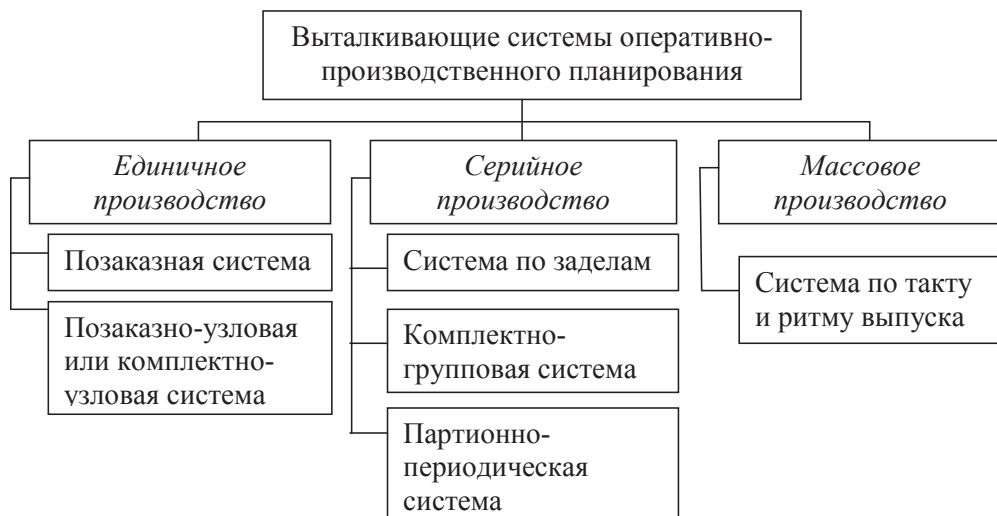 Выталкивающие системы оперативно-
производственного планирования
Единичное
производство
Позаказная система
Позаказно-узловая
или комплектно-
узловая система
Серийное
производство
Система по заделам
Комплектно-
групповая система
Партионно-
периодическая
система
Массовое
производство
Система по такту
и ритму выпуска